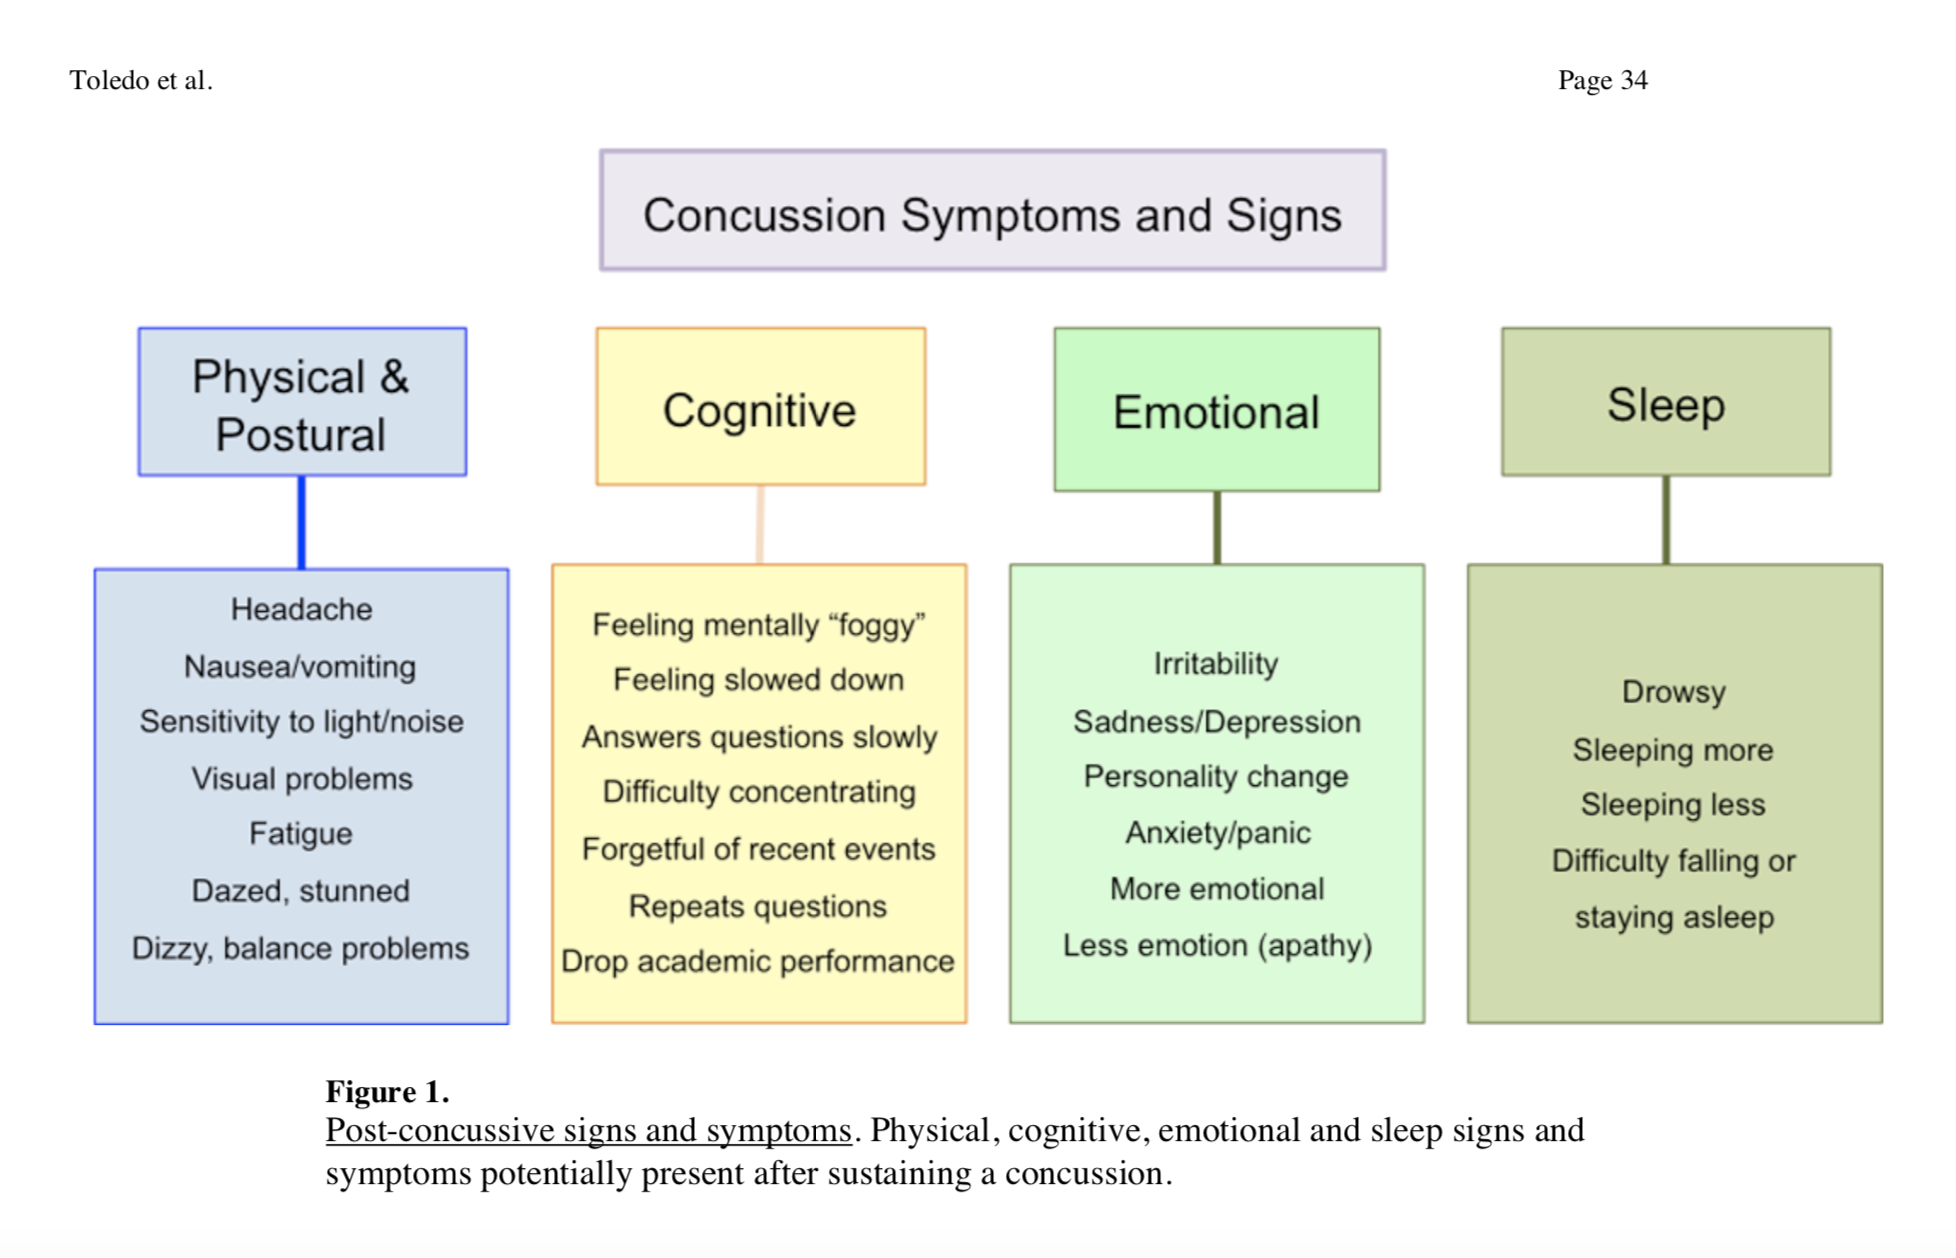 Toledo et al.
Page 34
Concussion Symptoms and Signs
Physical &
Postural
Headache
Nausea/vomiting
Sensitivity to light/noise
Visual problems
Fatigue
Dazed, stunned
Dizzy, balance problems
Cognitive
Feeling mentally “foggy”
Feeling slowed down
Answers questions slowly
Difficulty concentrating
Forgetful of recent events
Repeats questions
Drop academic performance
Emotional
Irritability
Sadness/Depression
Personality change
Anxiety/panic
More emotional
Less emotion (apathy)
Sleep
Drowsy
Sleeping more
Sleeping less
Difficulty falling or
staying asleep
Figure 1.
Post-concussive signs and symptoms. Physical, cognitive, emotional and sleep signs and
symptoms potentially present after sustaining a concussion.